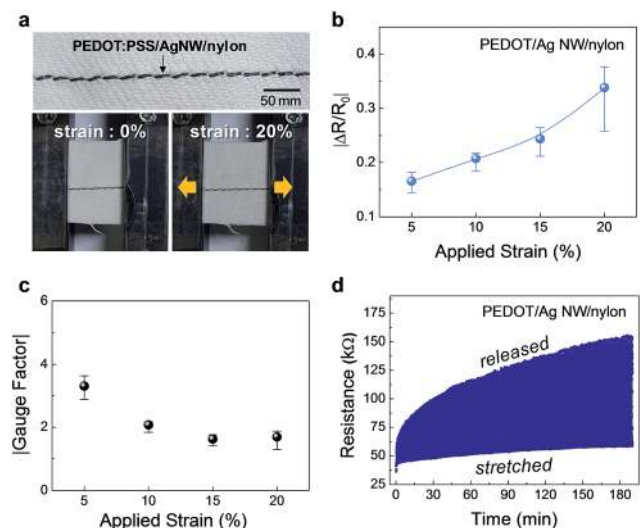 a
PEDOT:PSS/AgNW/nylon
50 mm
strain : 0%
strain : 20%
b
PEDOT/Ag NW/nylon
|ΔR/R₀|
0.4
0.3
0.2
0.1
5 10 15 20
Applied Strain (%)
c
|Gauge Factor|
6
4
2
0
5 10 15 20
Applied Strain (%)
d
PEDOT/Ag NW/nylon
Resistance (kΩ)
175
150
125
100
75
50
25
released
stretched
0 30 60 90 120 150 180
Time (min)